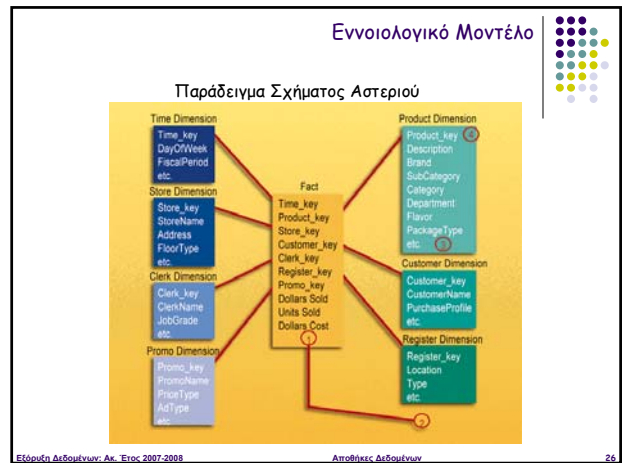 Εννοιολογικό Μοντέλο
Παράδειγμα Σχήματος Αστεριού
Time Dimension
Time_key
DayOfWeek
FiscalPeriod
etc.
Store Dimension
Store_key
StoreName
Address
FloorType
etc.
Clerk Dimension
Clerk_key
ClerkName
JobGrade
etc.
Promo Dimension
Promo_key
PromoName
PriceType
AdType
etc.
Fact
Time_key
Product_key
Store_key
Customer_key
Clerk_key
Register_key
Promo_key
Dollars Sold
Units Sold
Dollars Cost
1
2
Product Dimension
Product_key 4
Description
Brand
SubCategory
Category
Department
Flavor
PackageType
etc. 3
Customer Dimension
Customer_key
CustomerName
PurchaseProfile
etc.
Register Dimension
Register_key
Location
Type
etc.
Εξόρυξη Δεδομένων: Ακ. Έτος 2007-2008 Αποθήκες Δεδομένων 26